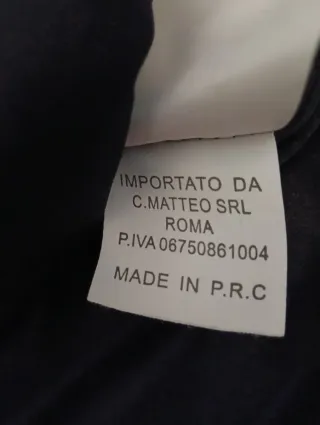 IMPORTATO DA
C.MATTEO SRL
ROMA
P.IVA 06750861004
MADE IN P.R.C